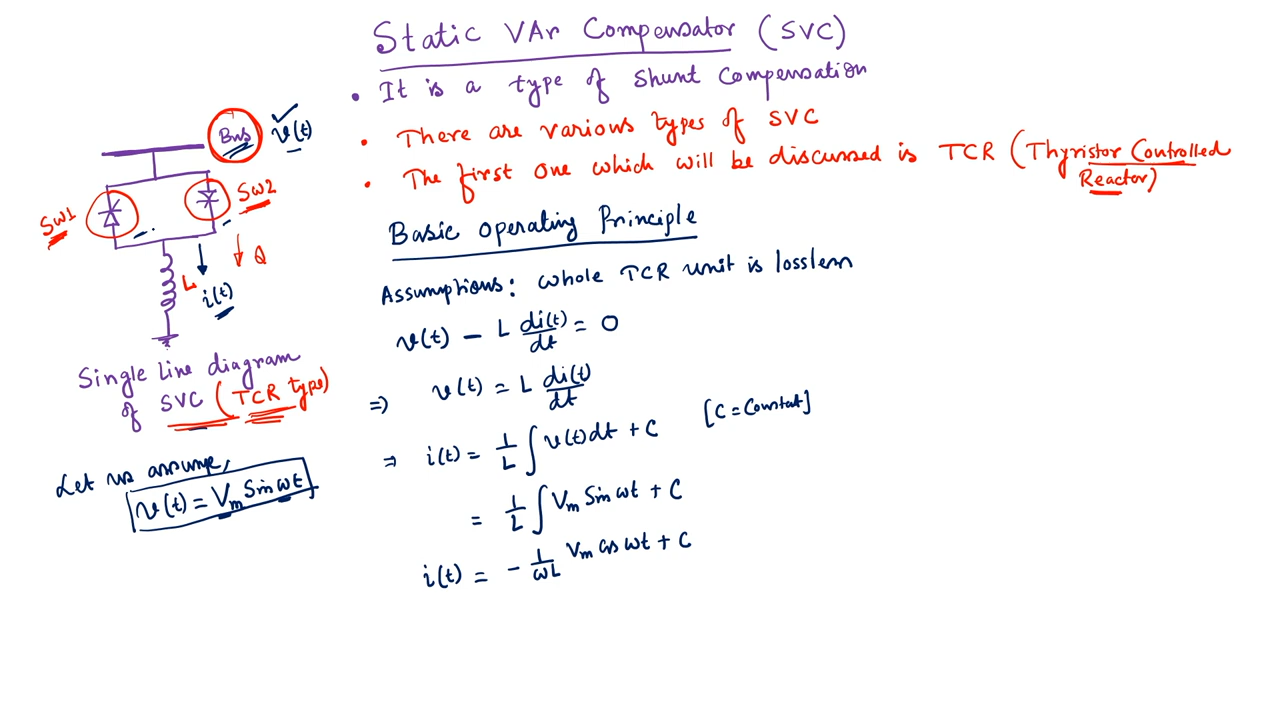 Static VAr Compensator (SVC)
• It is a type of Shunt Compensation
• There are various types of SVC
• The first one which will be discussed is TCR (Thyristor Controlled
Reactor)
Bus v(t)
SW1
SW2
Q
L
i(t)
Single line diagram
of SVC (TCR type)
Let us assume,
v(t) = Vm Sin ωt
Basic Operating Principle
Assumptions: whole TCR unit is lossless
v(t) - L di(t)/dt = 0
⇒ v(t) = L di(t)/dt
⇒ i(t) = 1/L ∫ v(t) dt + C [C = Constat]
= 1/L ∫ Vm Sin ωt + C
i(t) = - 1/ωL Vm cos ωt + C